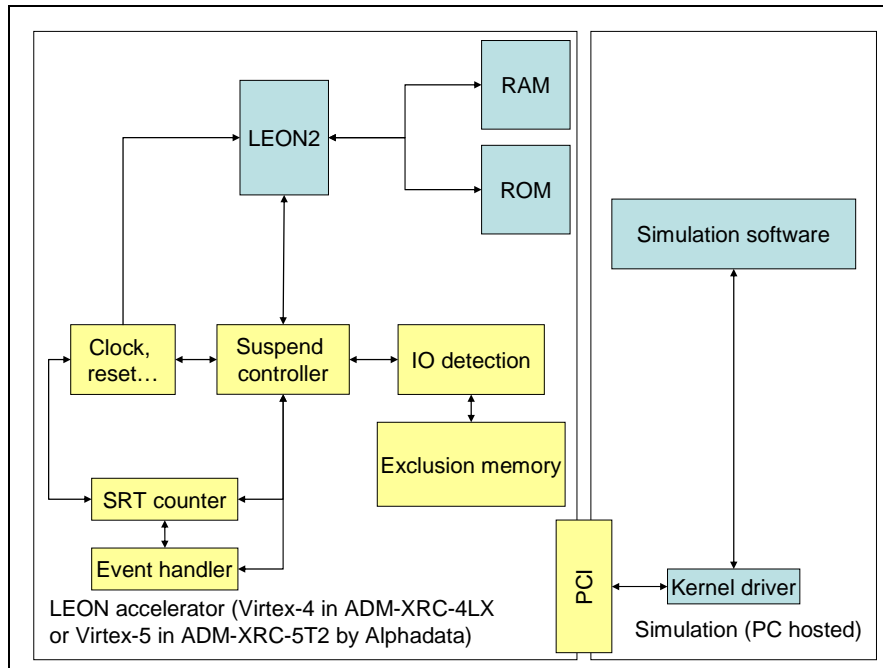 RAM
LEON2
ROM
Simulation software
Clock,
reset…
Suspend
controller
IO detection
Exclusion memory
SRT counter
Event handler
PCI
Kernel driver
LEON accelerator (Virtex-4 in ADM-XRC-4LX
or Virtex-5 in ADM-XRC-5T2 by Alphadata)
Simulation (PC hosted)